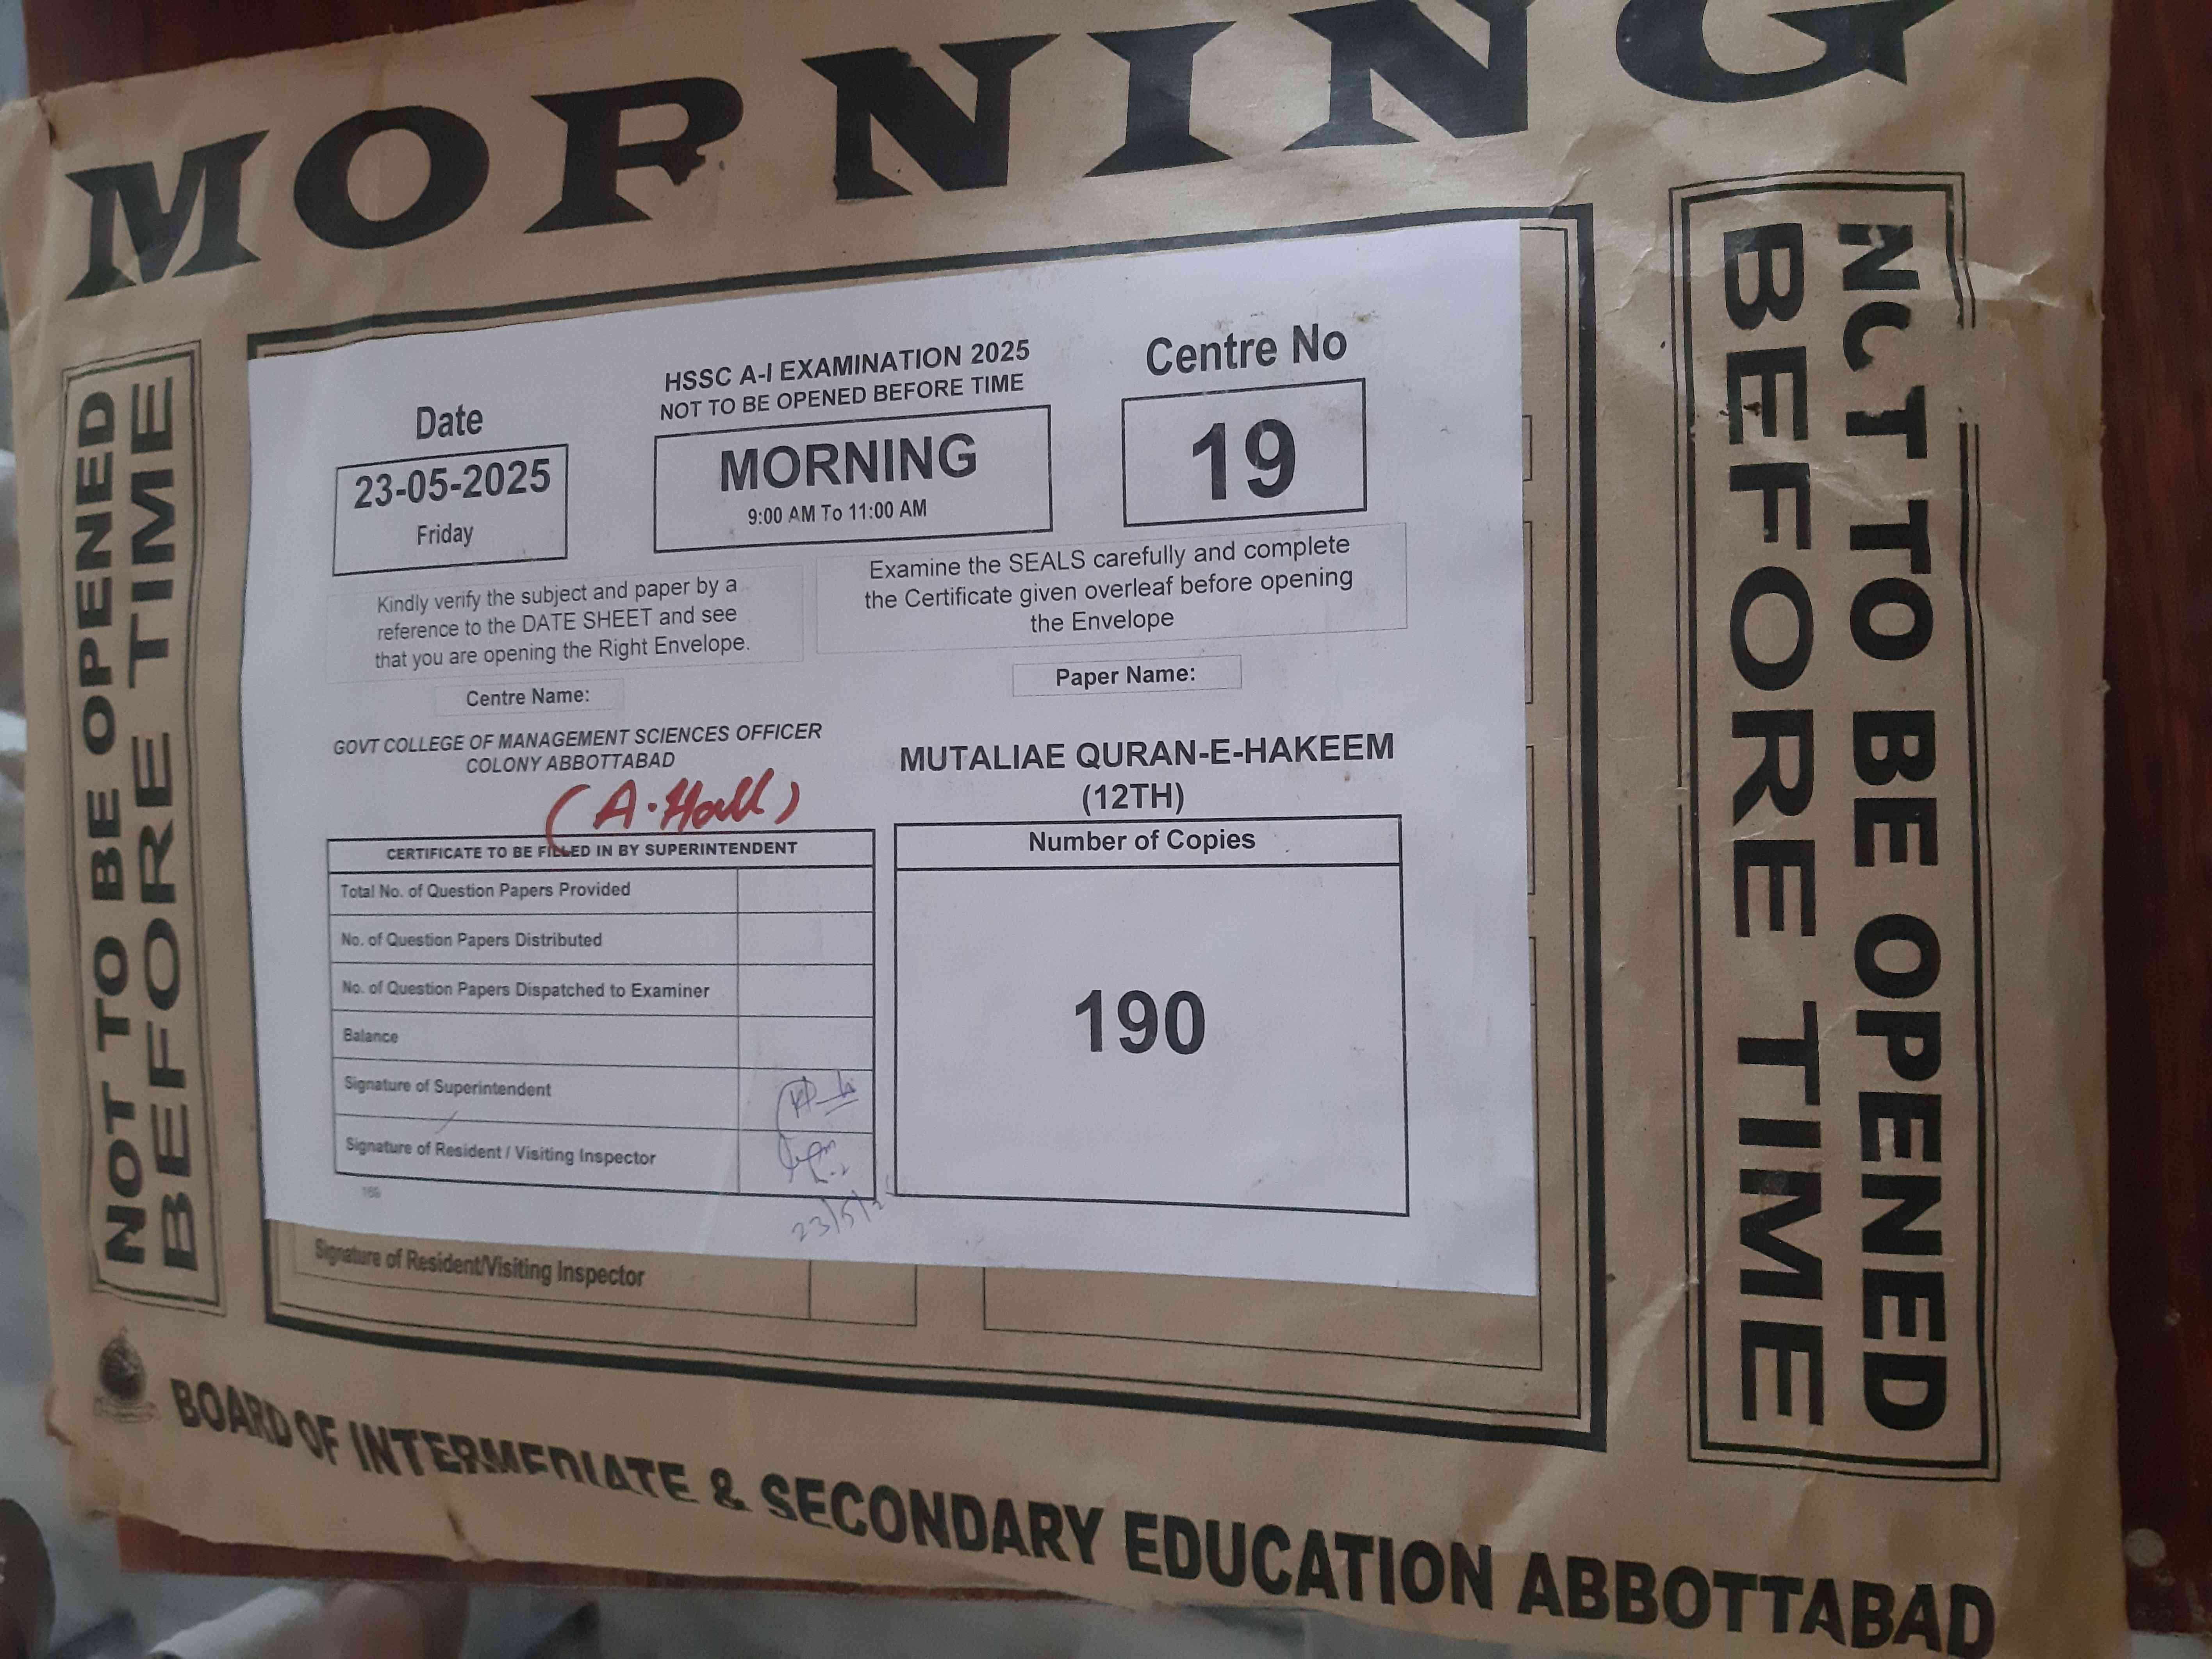 MORNING
NOT TO BE OPENED
BEFORE TIME
HSSC A-I EXAMINATION 2025
NOT TO BE OPENED BEFORE TIME
Date
23-05-2025
Friday
MORNING
9:00 AM To 11:00 AM
Centre No
19
Kindly verify the subject and paper by a
reference to the DATE SHEET and see
that you are opening the Right Envelope.
Examine the SEALS carefully and complete
the Certificate given overleaf before opening
the Envelope
Centre Name:
GOVT COLLEGE OF MANAGEMENT SCIENCES OFFICER
COLONY ABBOTTABAD
(A.Hall)
Paper Name:
MUTALIAE QURAN-E-HAKEEM
(12TH)
CERTIFICATE TO BE FILLED IN BY SUPERINTENDENT
Total No. of Question Papers Provided
No. of Question Papers Distributed
No. of Question Papers Dispatched to Examiner
Balance
Signature of Superintendent
Signature of Resident / Visiting Inspector
Number of Copies
190
Signature of Resident/Visiting Inspector
NOT TO BE OPENED
BEFORE TIME
BOARD OF INTERMEDIATE & SECONDARY EDUCATION ABBOTTABAD